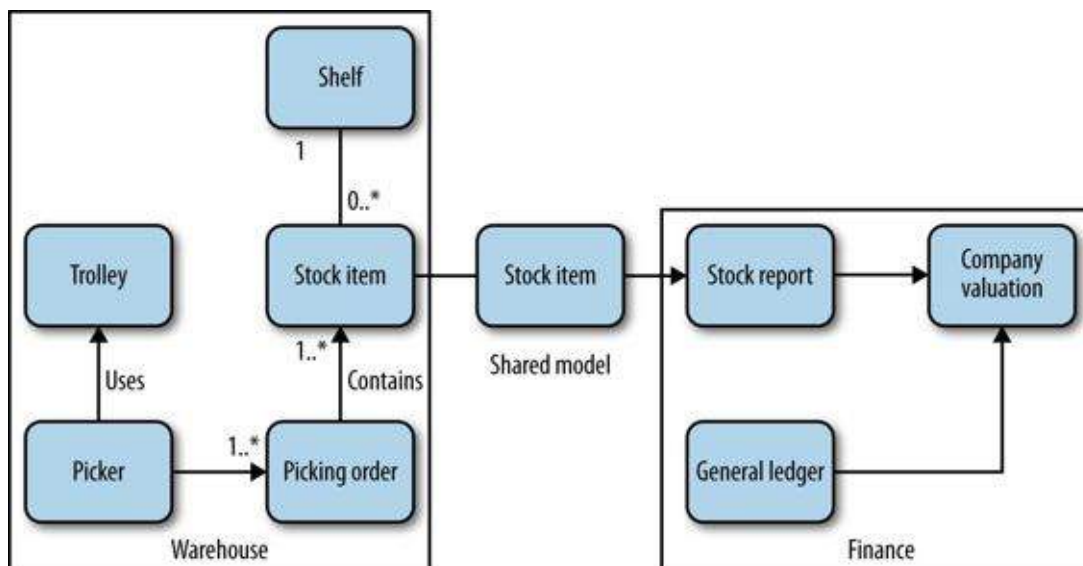 Shelf
1
0..*
Trolley
Stock item
Stock item
Stock report
Company
valuation
1..*
Shared model
Uses
Contains
Picker
1..*
Picking order
General ledger
Warehouse
Finance